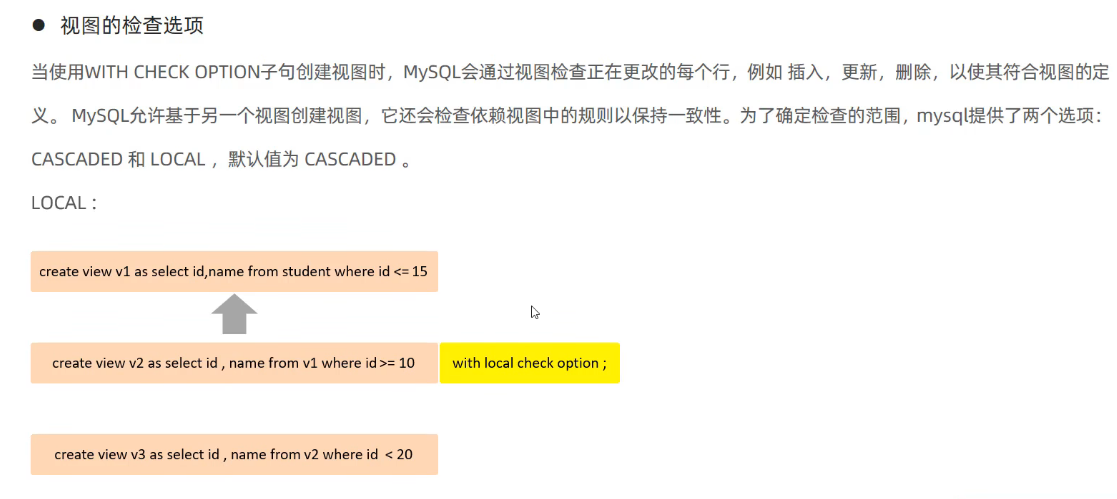 ● 视图的检查选项
当使用WITH CHECK OPTION子句创建视图时，MySQL会通过视图检查正在更改的每个行，例如 插入，更新，删除，以使其符合视图的定
义。 MySQL允许基于另一个视图创建视图，它还会检查依赖视图中的规则以保持一致性。为了确定检查的范围，mysql提供了两个选项：
CASCADED 和 LOCAL ，默认值为 CASCADED 。
LOCAL :
create view v1 as select id,name from student where id <= 15
create view v2 as select id , name from v1 where id >= 10 with local check option ;
create view v3 as select id , name from v2 where id < 20